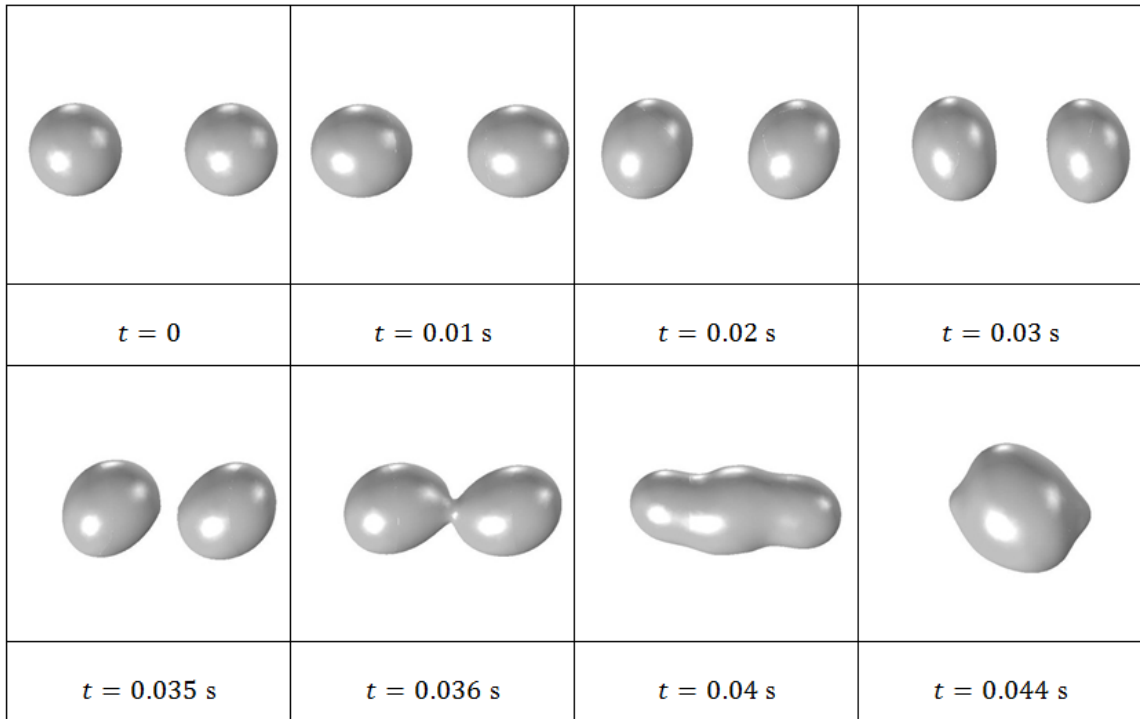 t = 0
t = 0.01 s
t = 0.02 s
t = 0.03 s
t = 0.035 s
t = 0.036 s
t = 0.04 s
t = 0.044 s